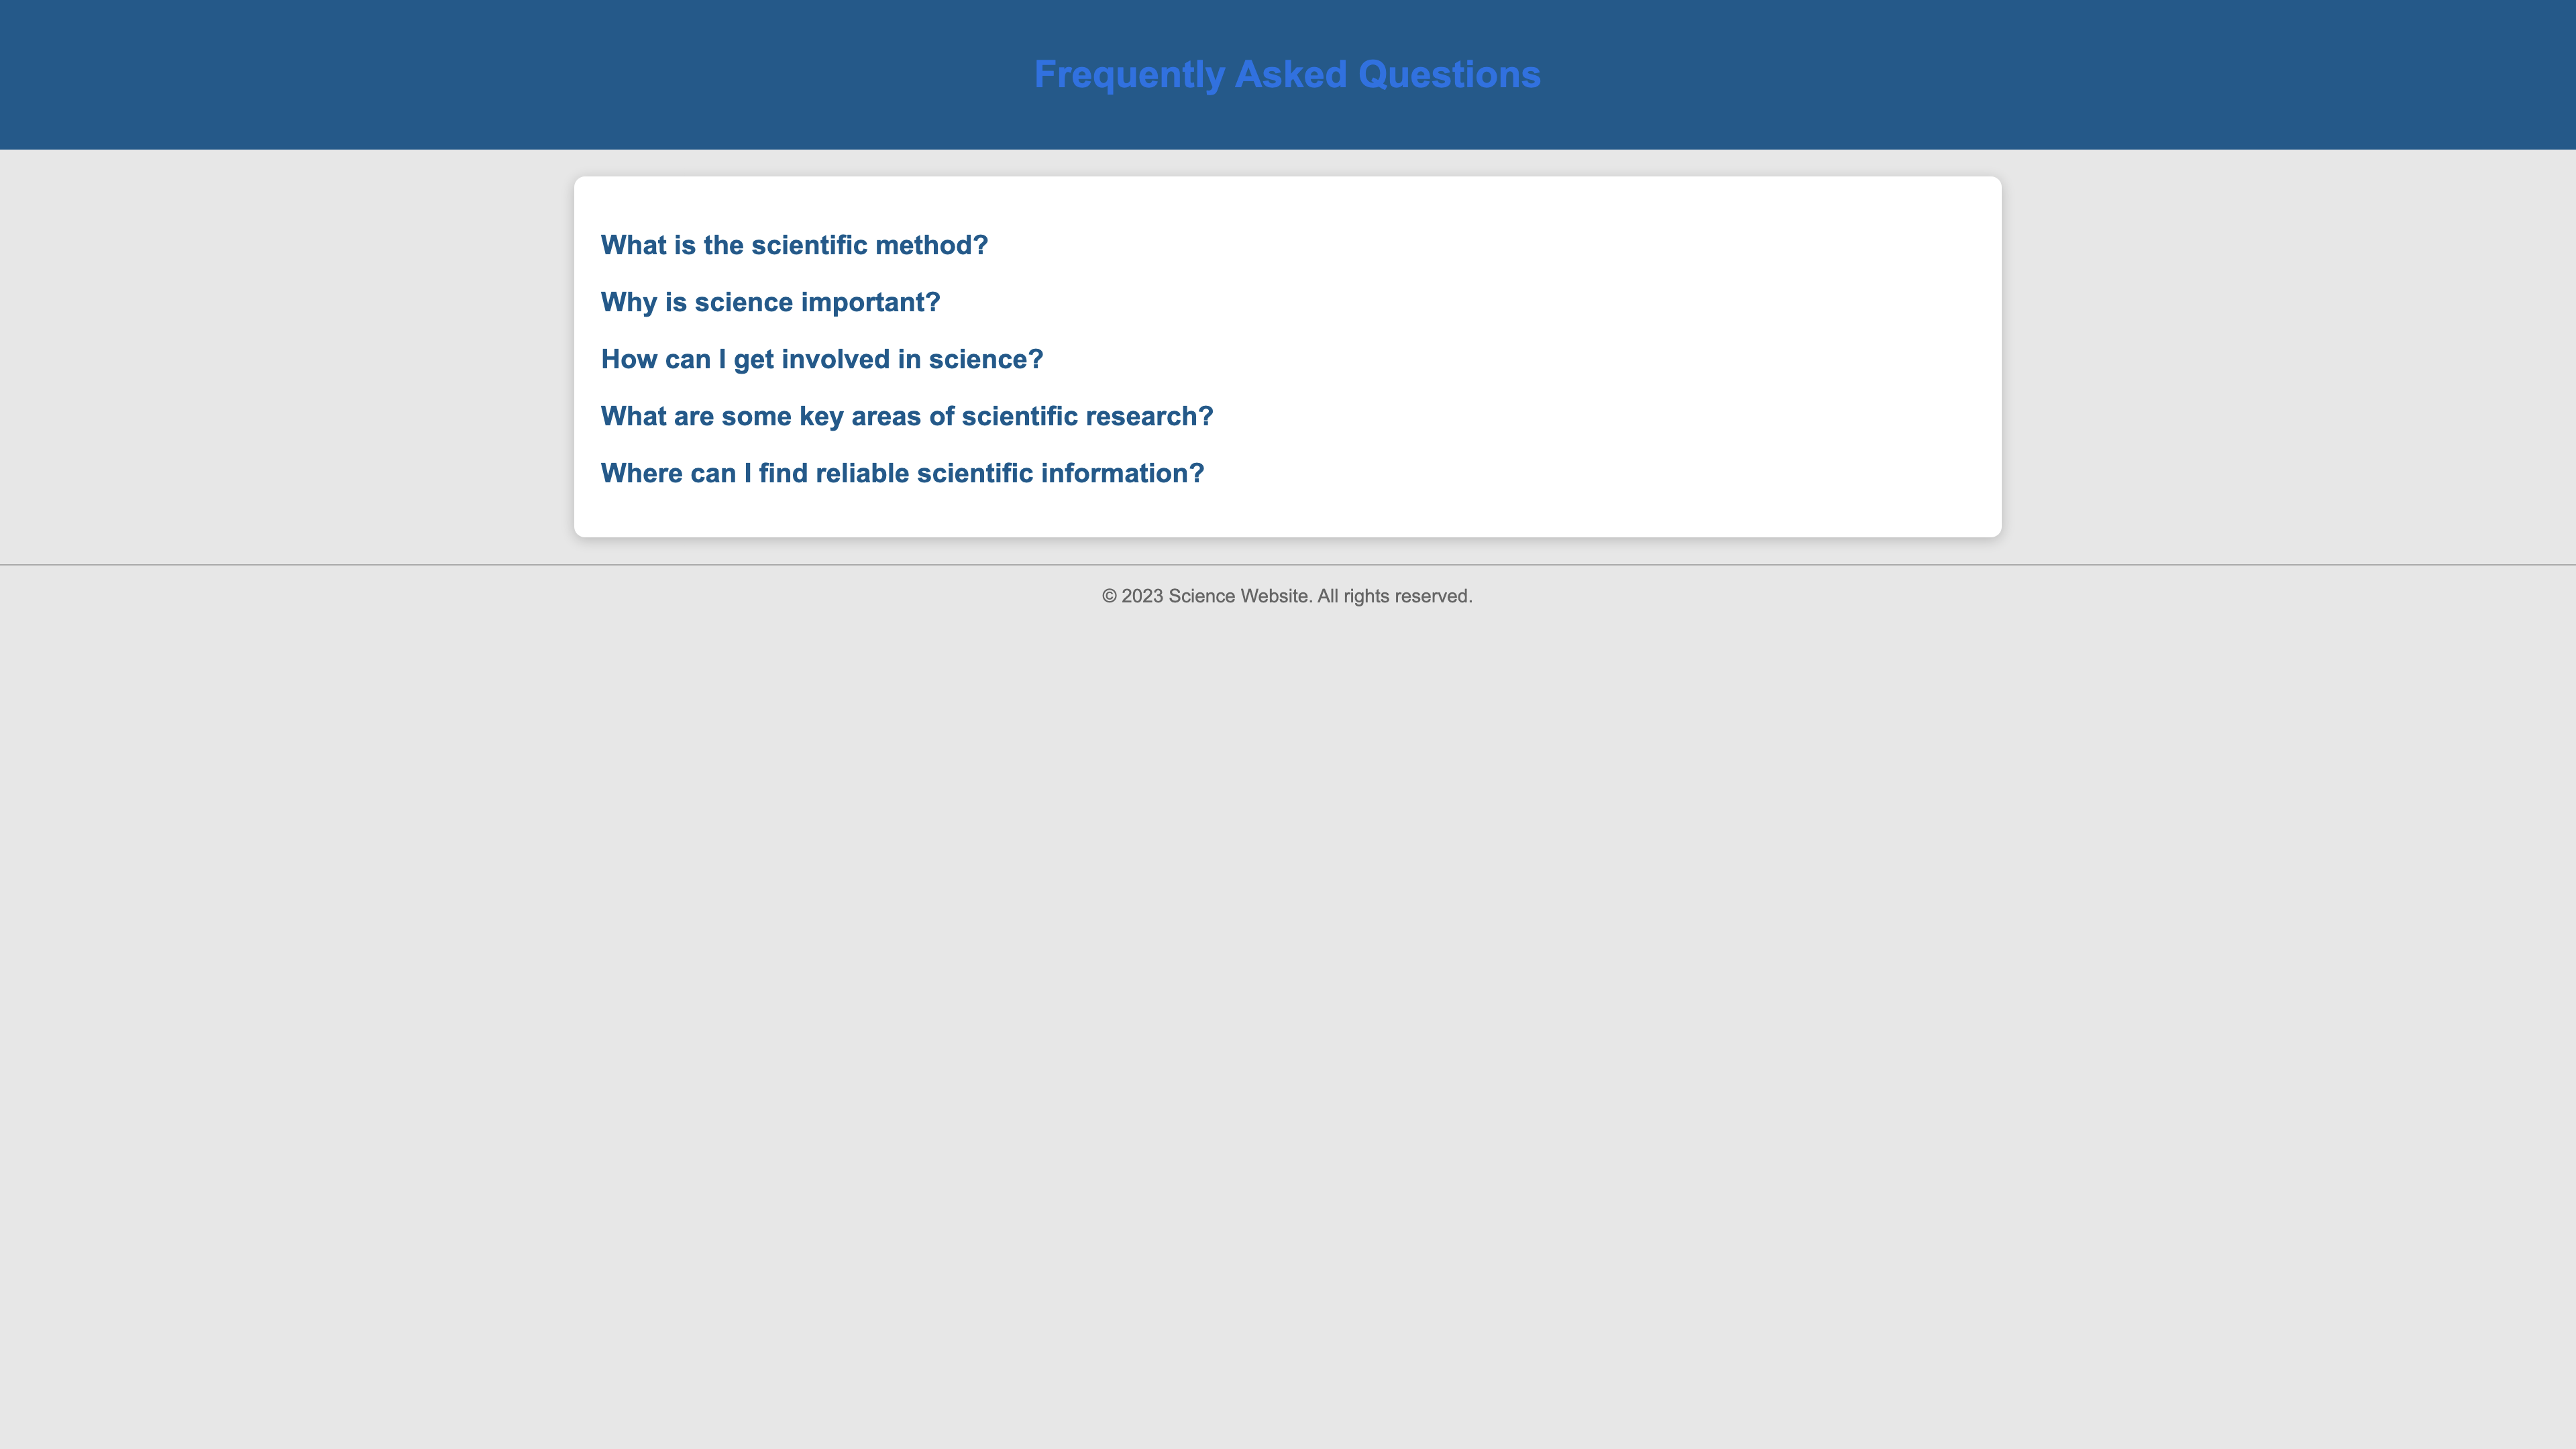 Frequently Asked Questions
What is the scientific method?
Why is science important?
How can I get involved in science?
What are some key areas of scientific research?
Where can I find reliable scientific information?
© 2023 Science Website. All rights reserved.